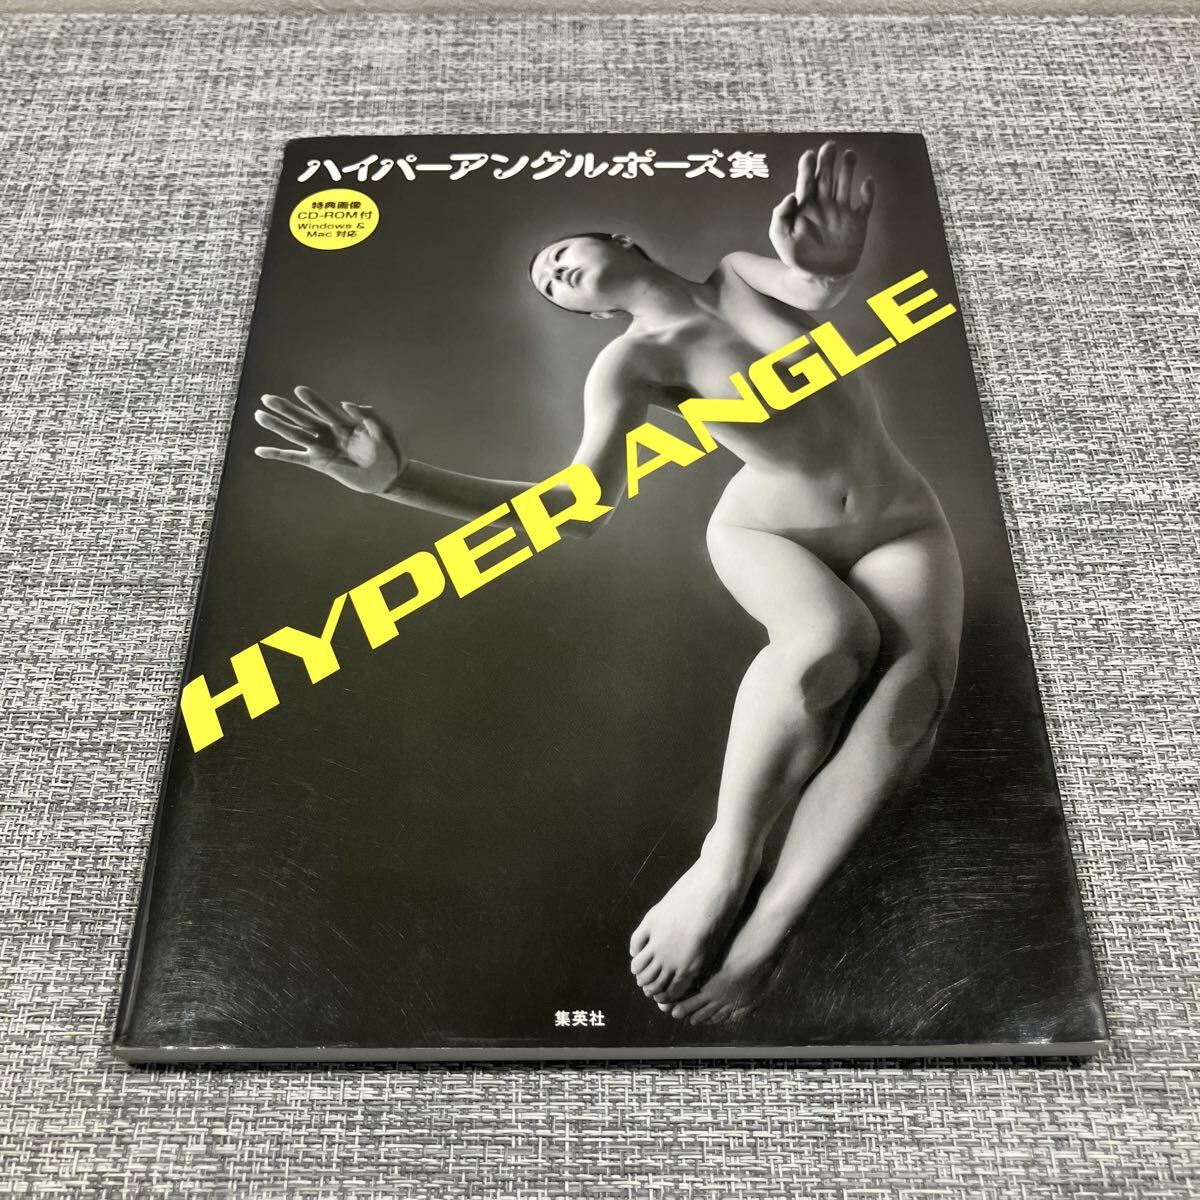 ハイパーアングルポーズ集
特典画像
CD-ROM付
Windows &
Mac 対応
HYPER ANGLE
集英社